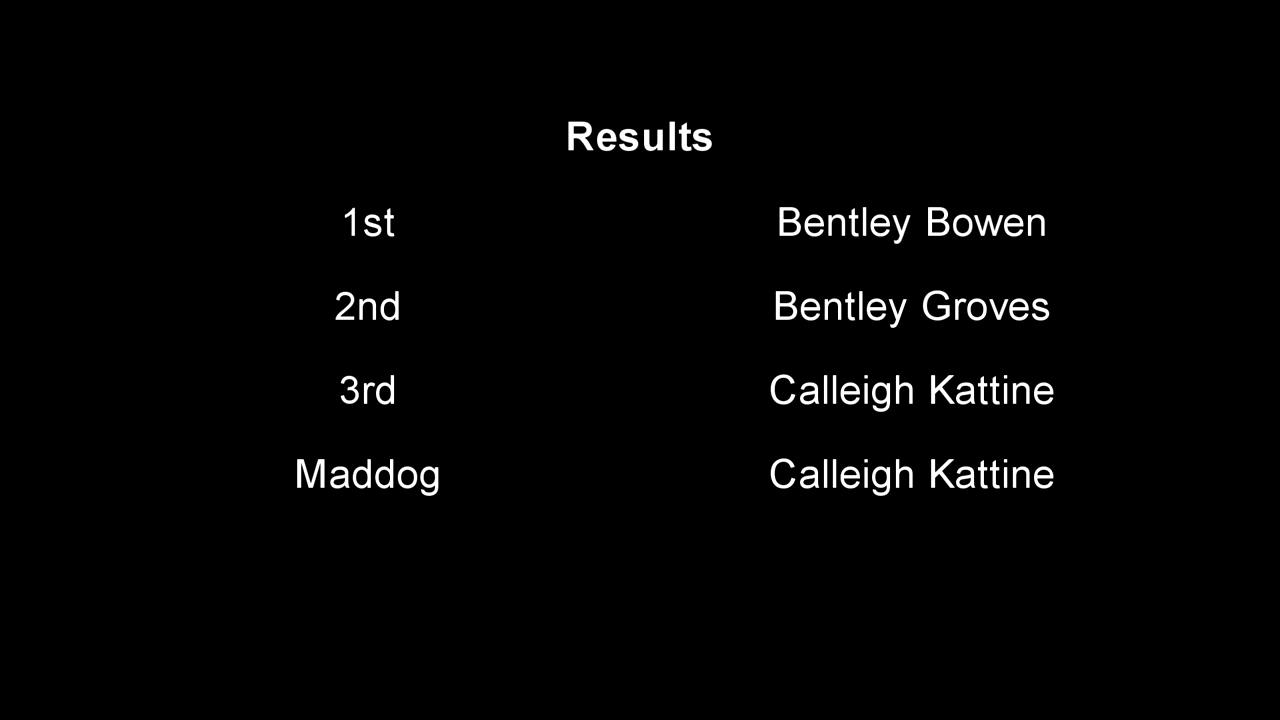 Results
1st Bentley Bowen
2nd Bentley Groves
3rd Calleigh Kattine
Maddog Calleigh Kattine